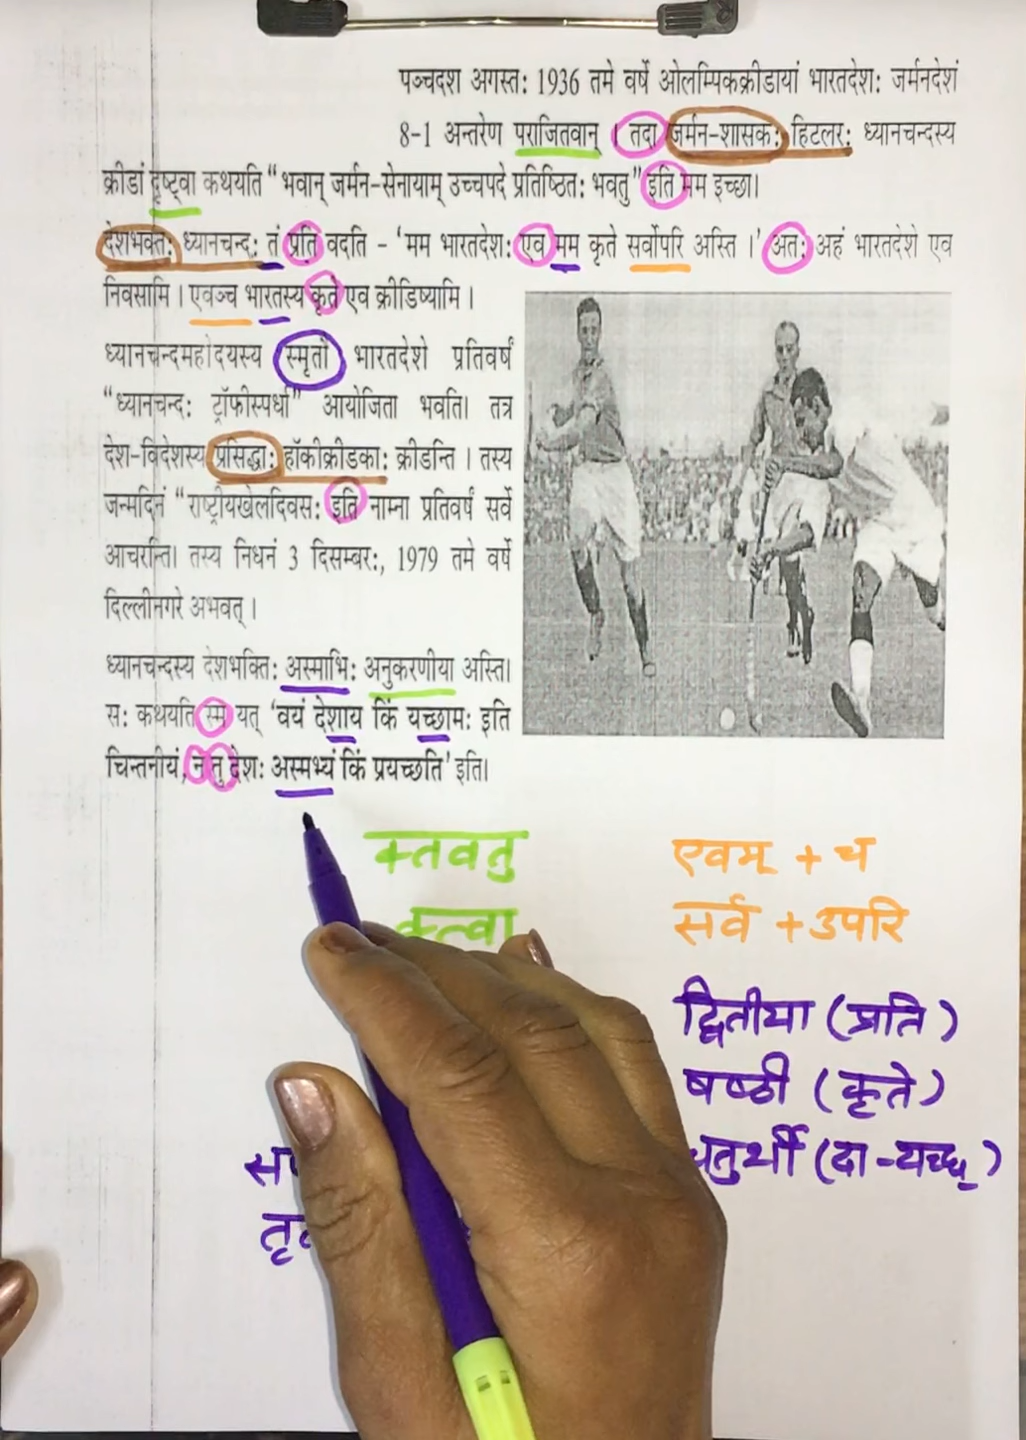 पञ्चदश अगस्त: 1936 तमे वर्षे ओलम्पिकक्रीडायां भारतदेश: जर्मनदेशं
8-1 अन्तरेण पराजितवान् । तदा जर्मन-शासक: हिटलर: ध्यानचन्दस्य
क्रीडां दृष्ट्वा कथयति “भवान् जर्मन-सेनायाम् उच्चपदे प्रतिष्ठित: भवतु” इति मम इच्छा।
देशभक्त: ध्यानचन्द: तं प्रति वदति - ‘मम भारतदेश: एव मम कृते सर्वोपरि अस्ति ।’ अत: अहं भारतदेशे एव
निवसामि । एवञ्च भारतस्य कृते एव क्रीडिष्यामि ।
ध्यानचन्दमहोदयस्य स्मृतौ भारतदेशे प्रतिवर्षं
“ध्यानचन्द: ट्रॉफीस्पर्धा” आयोजिता भवति। तत्र
देश-विदेशस्य प्रसिद्धा: हॉकीक्रीडका: क्रीडन्ति । तस्य
जन्मदिनं “राष्ट्रीयखेलदिवस: इति नाम्ना प्रतिवर्षं सर्वे
आचरन्ति। तस्य निधनं 3 दिसम्बर:, 1979 तमे वर्षे
दिल्लीनगरे अभवत् ।
ध्यानचन्दस्य देशभक्ति: अस्माभि: अनुकरणीया अस्ति।
स: कथयति स्म यत् ‘वयं देशाय किं यच्छाम: इति
चिन्तनीयं, न तु देश: अस्मभ्यं किं प्रयच्छति’ इति।
क्तवतु
क्त्वा
एवम् + च
सर्व + उपरि
द्वितीया (प्रति)
षष्ठी (कृते)
चतुर्थी (दा -यच्छ्)